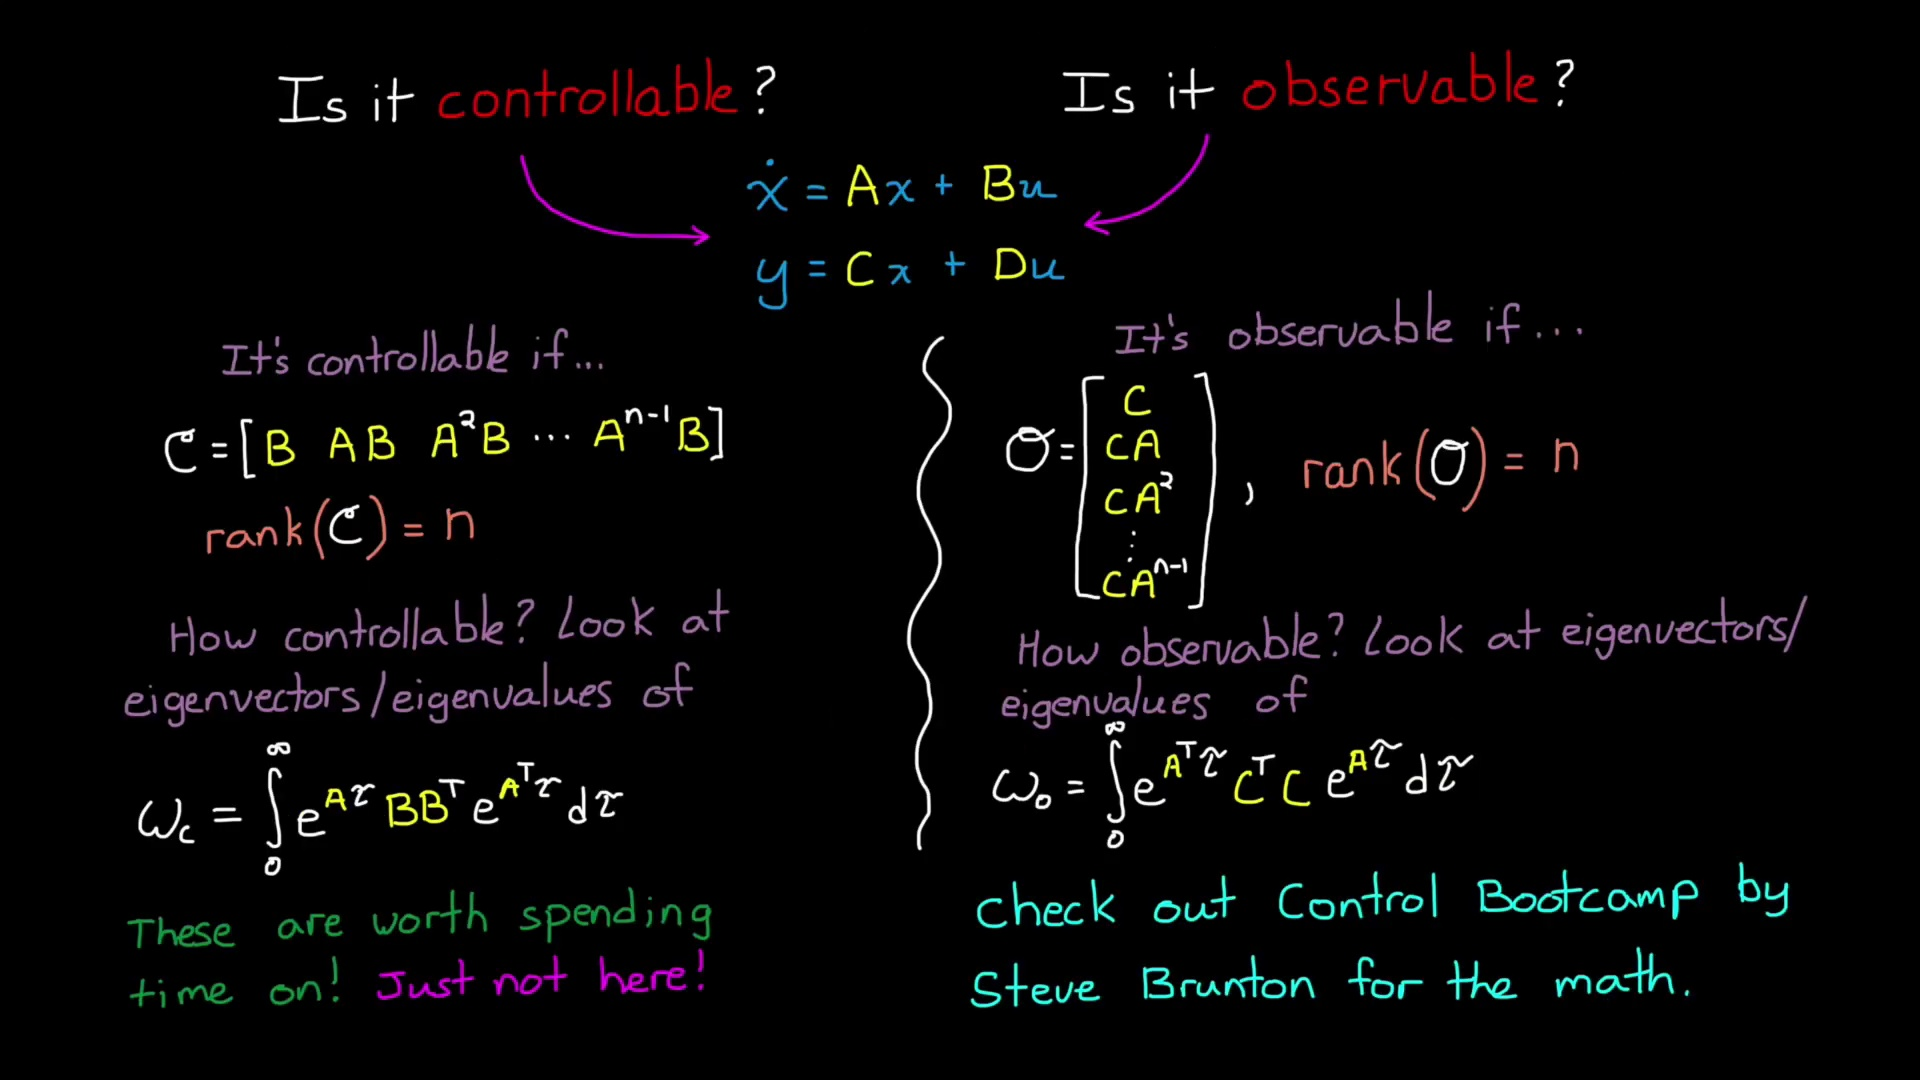 Is it controllable?
Is it observable?
ẋ = Ax + Bu
y = Cx + Du
It's controllable if...
𝒞 = [B AB A²B ... Aⁿ⁻¹B]
rank(𝒞) = n
How controllable? Look at
eigenvectors/eigenvalues of
W_c = ∫₀^∞ e^{Aτ} BBᵀ e^{Aᵀτ} dτ
These are worth spending
time on! Just not here!
It's observable if...
𝒪 = [C
CA
CA²
⋮
CAⁿ⁻¹], rank(𝒪) = n
How observable? Look at eigenvectors/
eigenvalues of
W_o = ∫₀^∞ e^{Aᵀτ} CᵀC e^{Aτ} dτ
Check out Control Bootcamp by
Steve Brunton for the math.